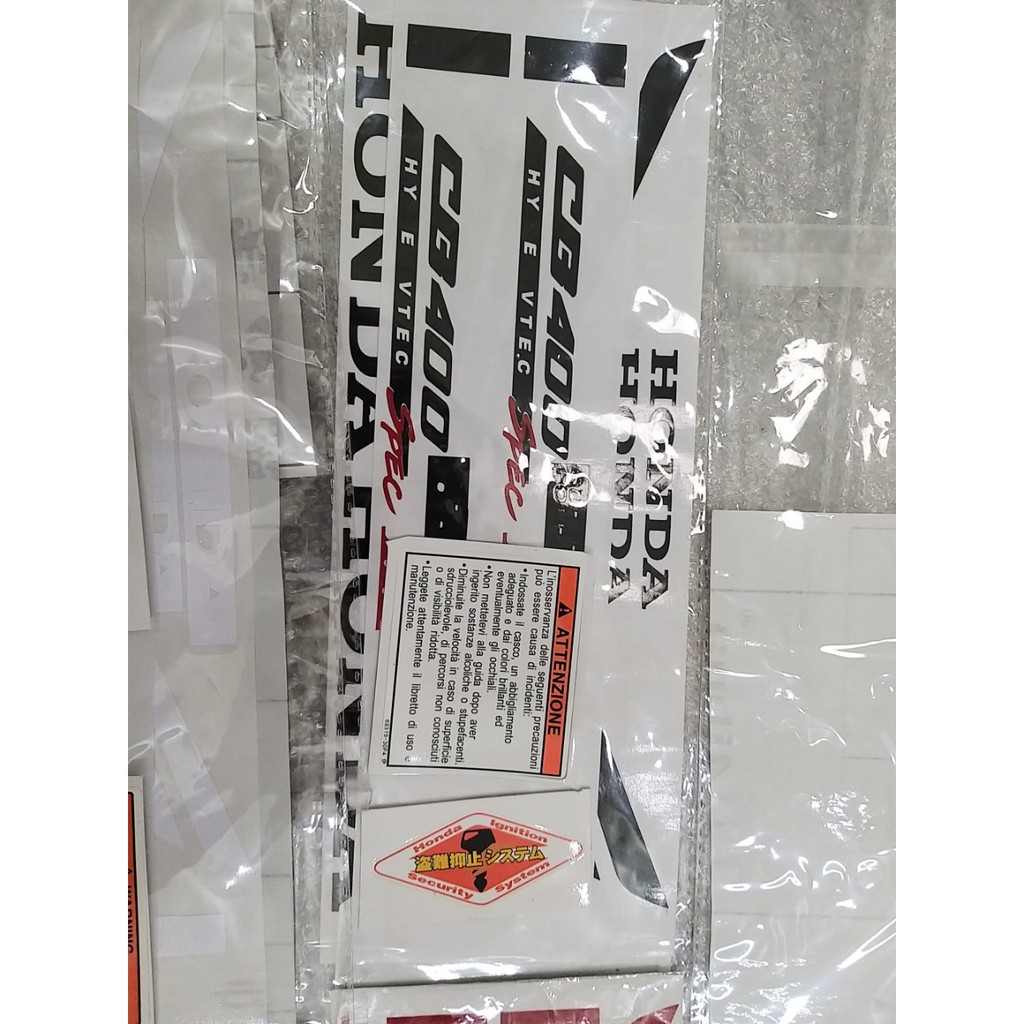 HONDA
HONDA
CB400
HY E VTEC
SPEC
CB400
HY E VTEC
SPEC
HONDA
HONDA
ATTENZIONE
L'inosservanza delle seguenti precauzioni
può essere causa di incidenti:
•Indossate il casco, un abbigliamento
adeguato e dai colori brillanti ed
eventualmente gli occhiali.
•Non mettetevi alla guida dopo aver
ingerito sostanze alcoliche o stupefacenti.
•Diminuite la velocità in caso di superficie
sdrucciolevole, di percorsi non conosciuti
o di visibilità ridotta.
•Leggete attentamente il libretto di uso e
manutenzione.
Honda Ignition
盗難抑止システム
Security System
WARNING